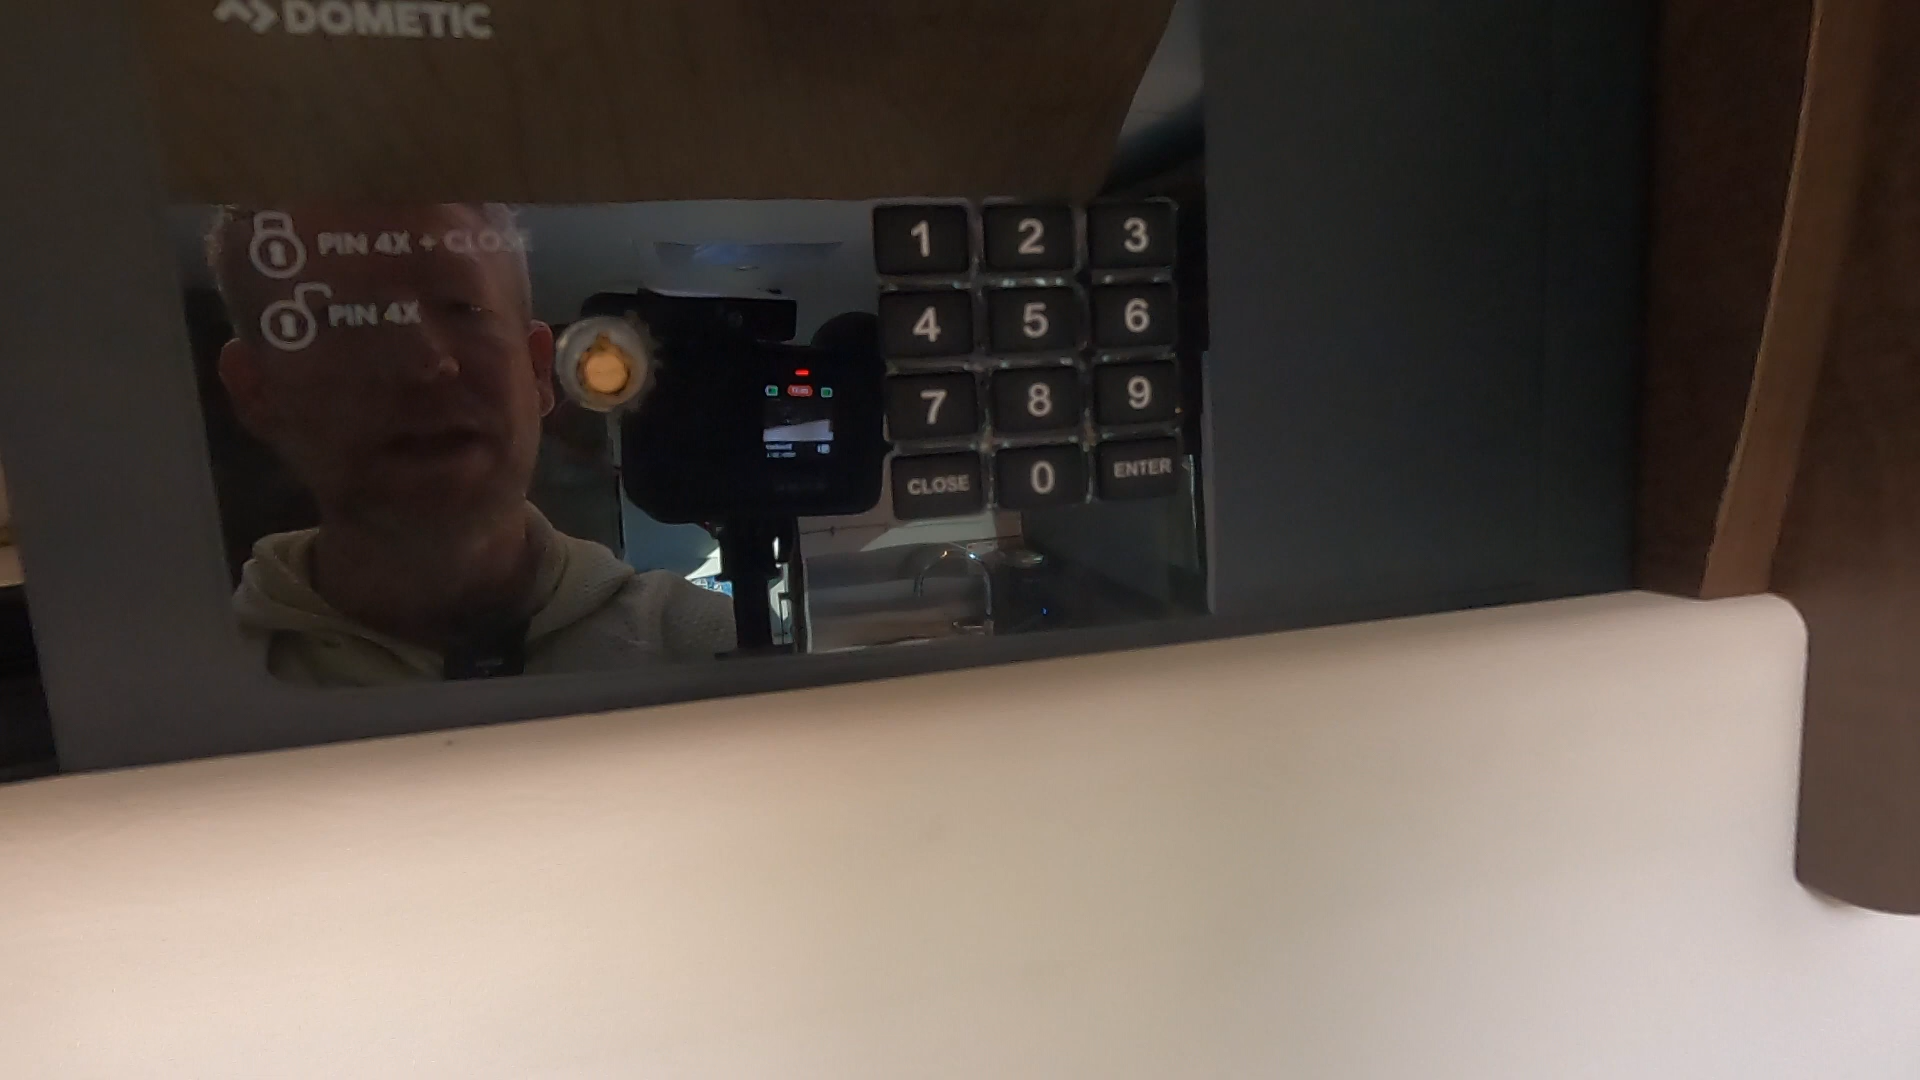 DOMETIC
PIN 4X + CLOSE
PIN 4X
1 2 3
4 5 6
7 8 9
CLOSE 0 ENTER